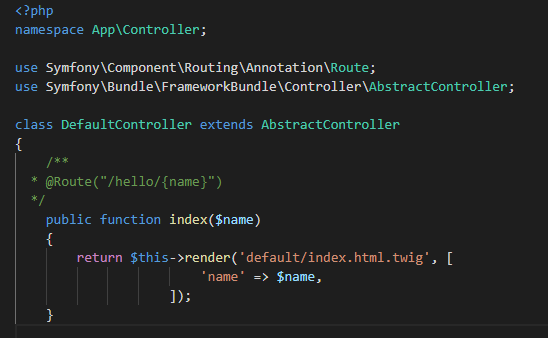 <?php
namespace App\Controller;
use Symfony\Component\Routing\Annotation\Route;
use Symfony\Bundle\FrameworkBundle\Controller\AbstractController;
class DefaultController extends AbstractController
{
/**
* @Route("/hello/{name}")
*/
public function index($name)
{
return $this->render('default/index.html.twig', [
'name' => $name,
]);
}